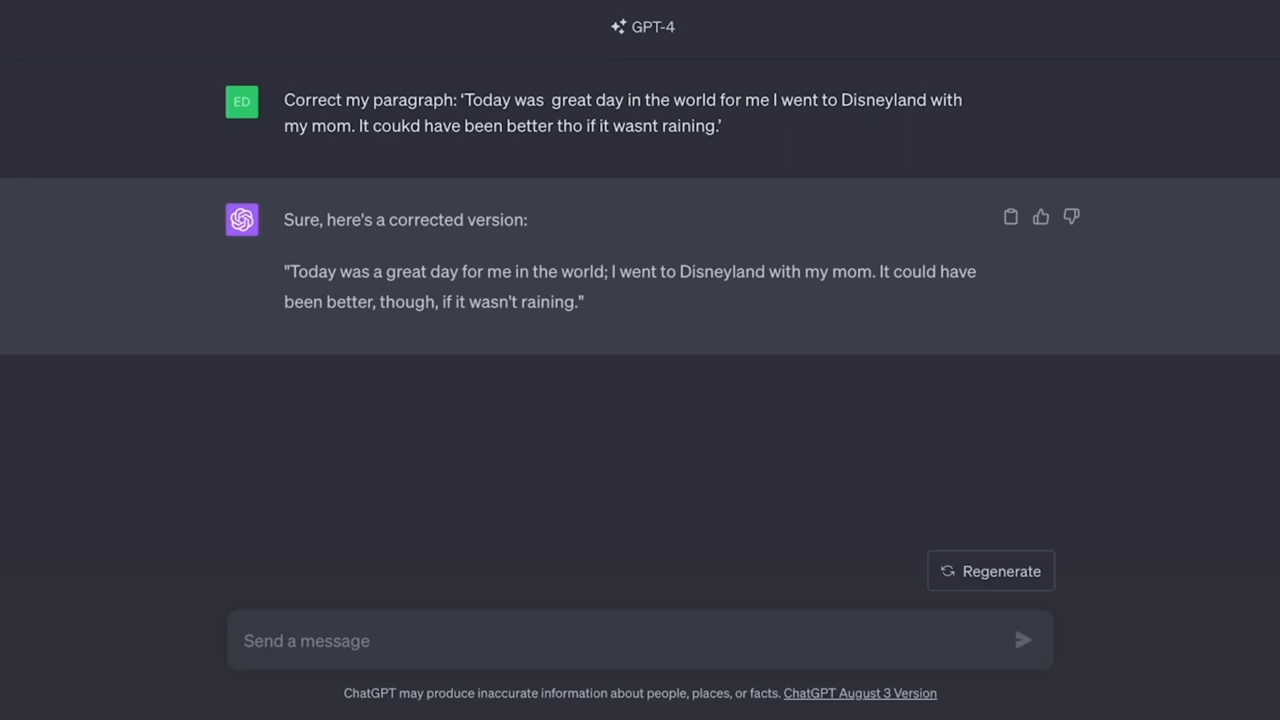 GPT-4
ED
Correct my paragraph: ‘Today was  great day in the world for me I went to Disneyland with
my mom. It coukd have been better tho if it wasnt raining.’
Sure, here's a corrected version:
"Today was a great day for me in the world; I went to Disneyland with my mom. It could have
been better, though, if it wasn't raining."
Regenerate
Send a message
ChatGPT may produce inaccurate information about people, places, or facts. ChatGPT August 3 Version